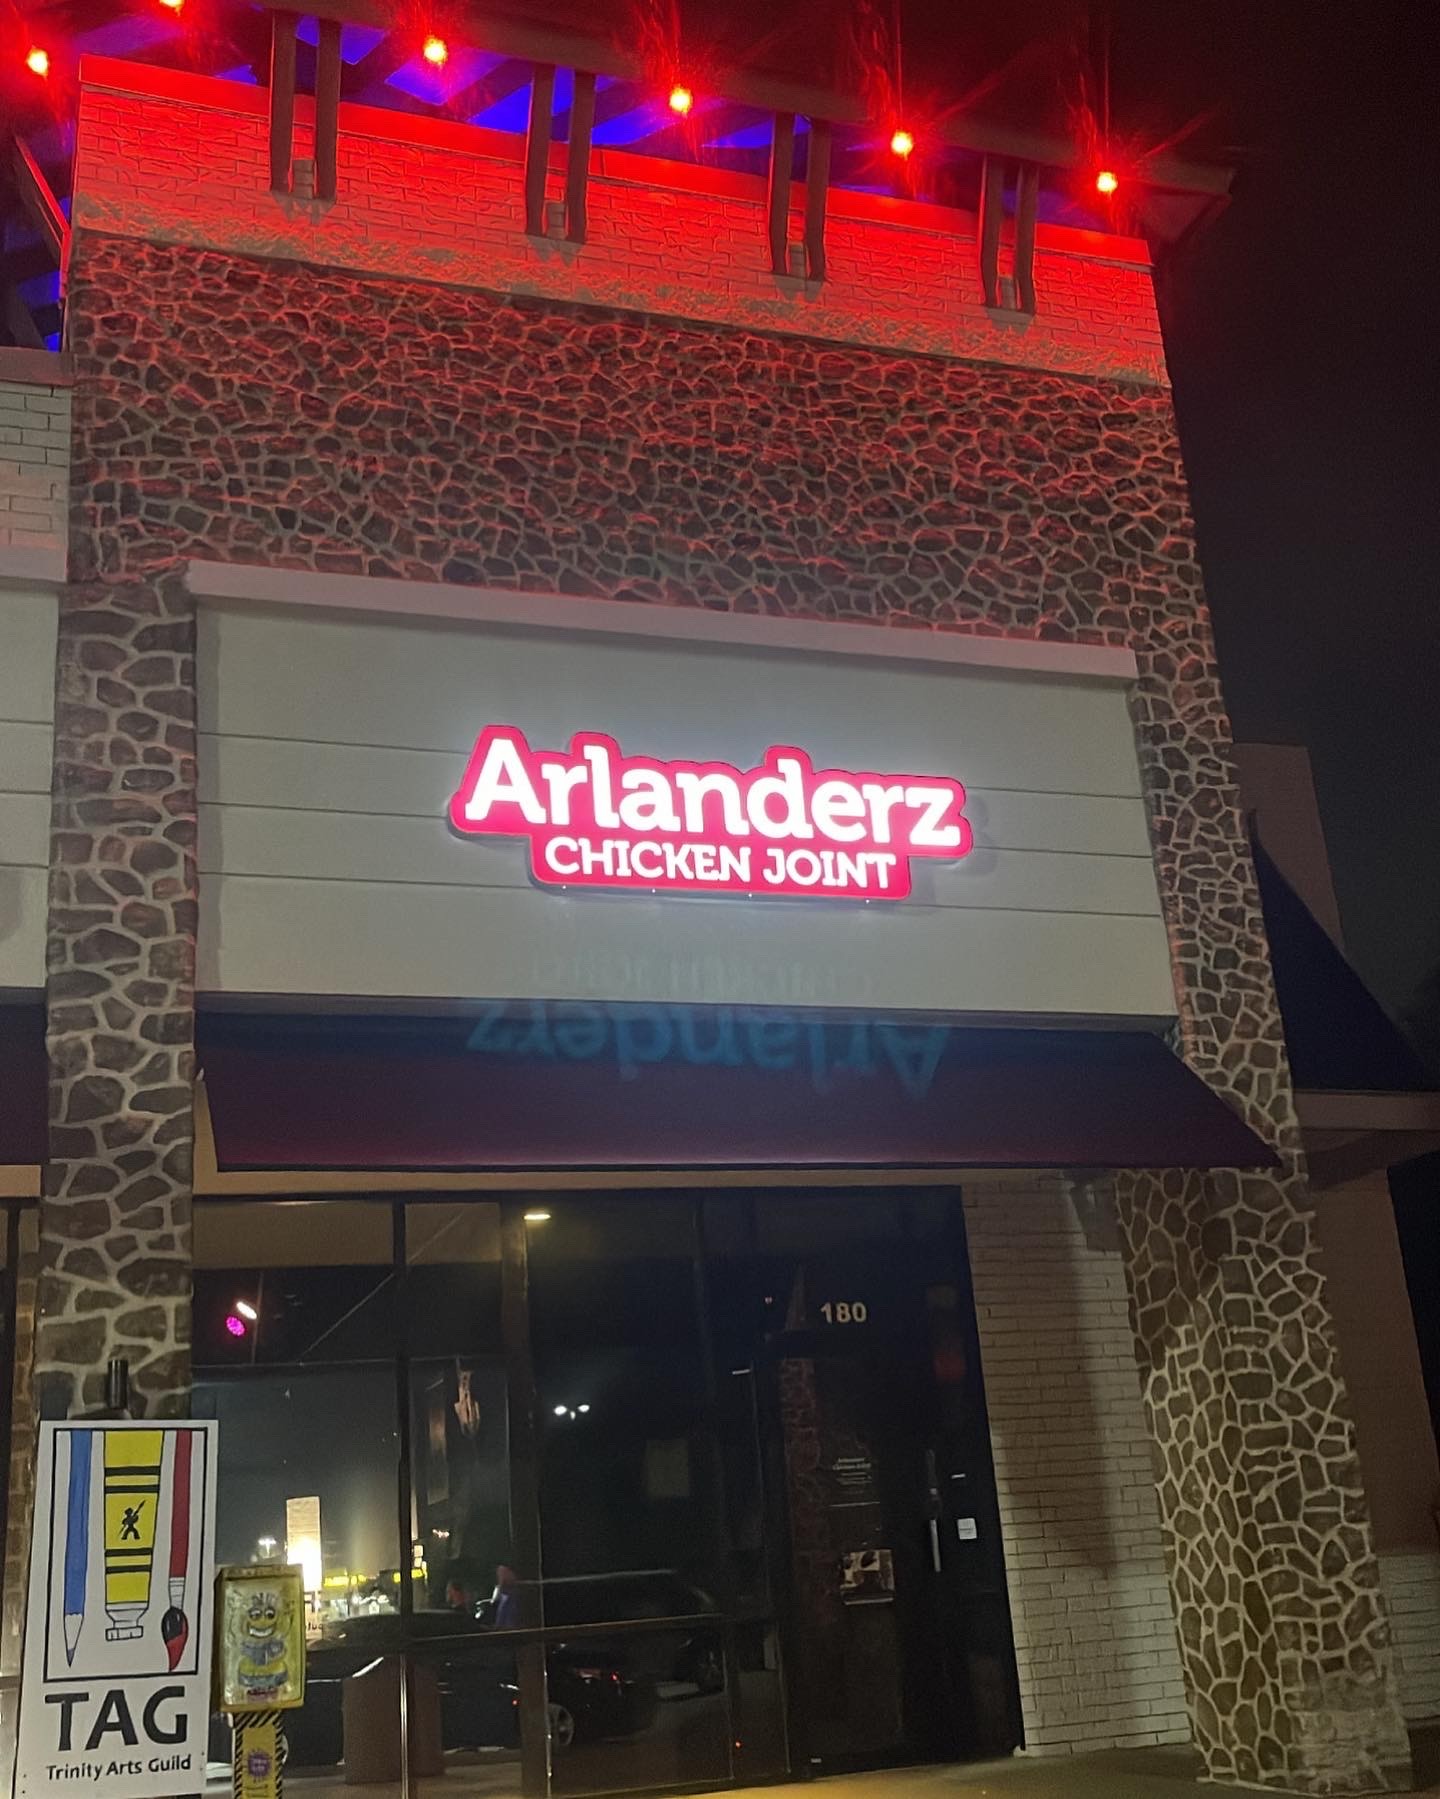 Arlanderz
CHICKEN JOINT
180
TAG
Trinity Arts Guild